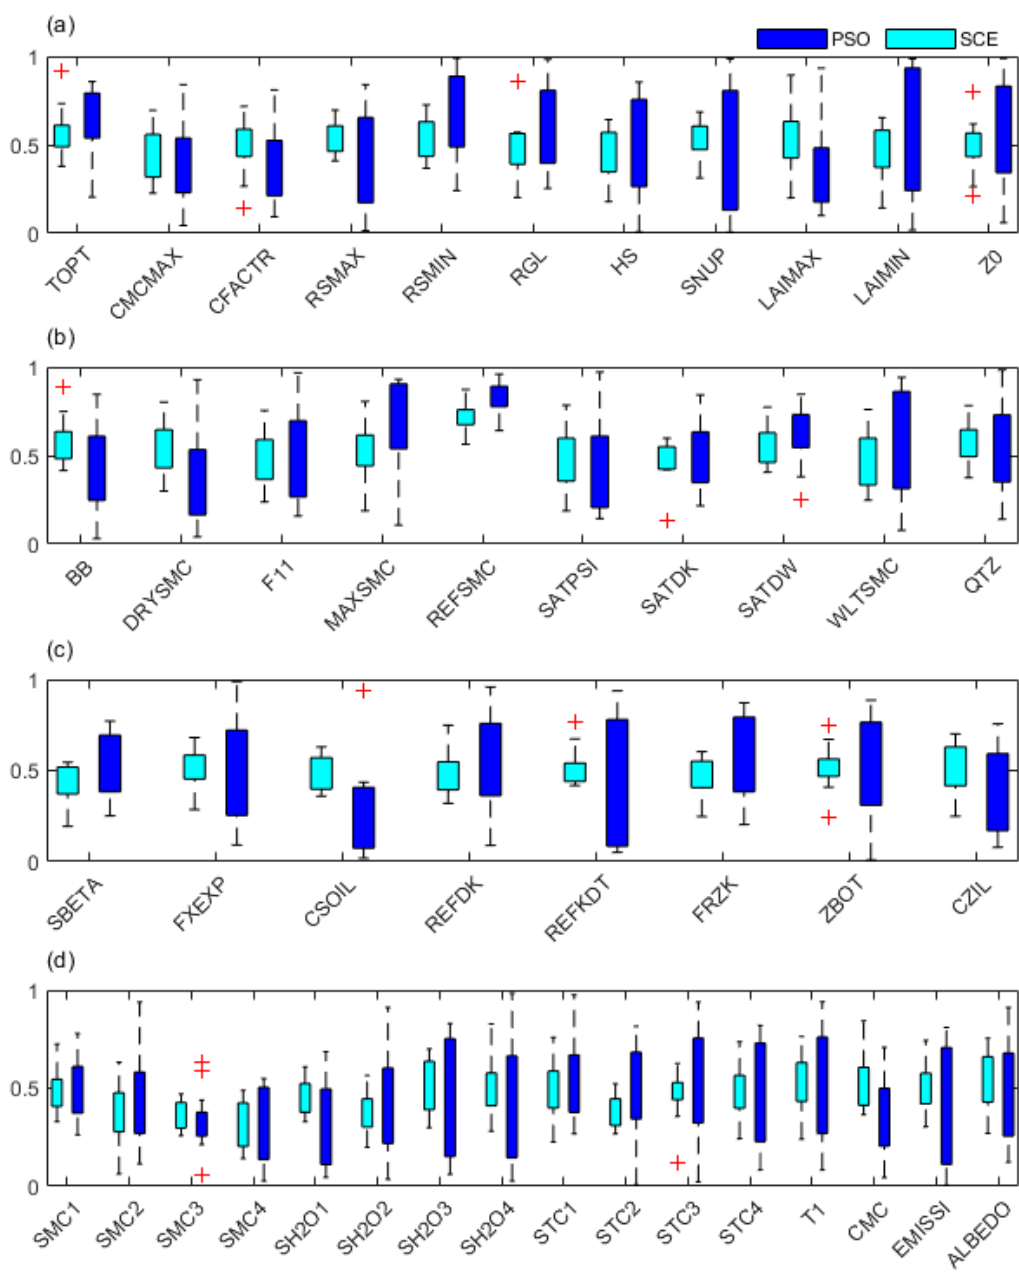 (a)
PSO SCE
1
0.5
0
TOPT CMCMAX CFACTR RSMAX RSMIN RGL HS SNUP LAIMAX LAIMIN Z0
(b)
1
0.5
0
BB DRYSMC F11 MAXSMC REFSMC SATPSI SATDK SATDW WLTSMC QTZ
(c)
1
0.5
0
SBETA FXEXP CSOIL REFDK REFKDT FRZK ZBOT CZIL
(d)
1
0.5
0
SMC1 SMC2 SMC3 SMC4 SH2O1 SH2O2 SH2O3 SH2O4 STC1 STC2 STC3 STC4 T1 CMC EMISSI ALBEDO